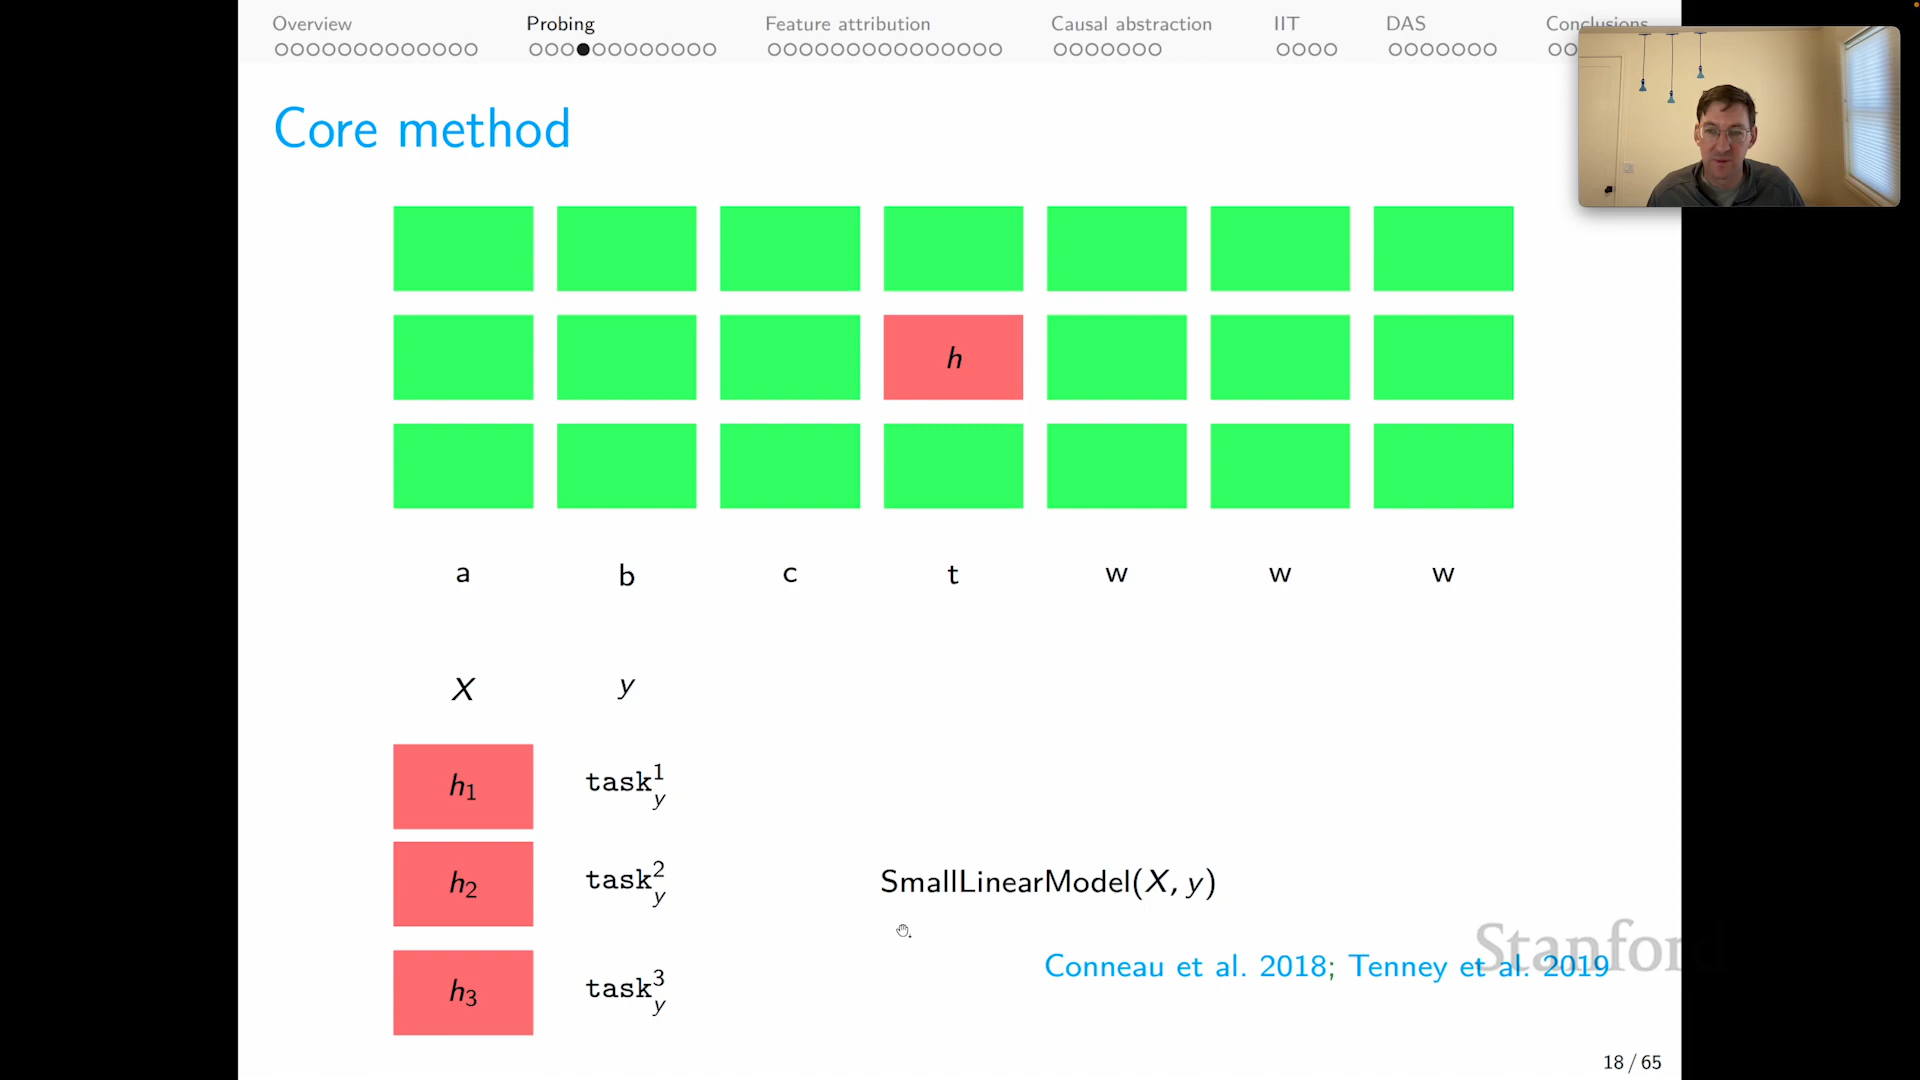 Overview Probing Feature attribution Causal abstraction IIT DAS Conclusions
Core method
h
a b c t w w w
X y
h1 task1y
h2 task2y
SmallLinearModel(X, y)
Stanford
Conneau et al. 2018; Tenney et al. 2019
h3 task3y
18 / 65